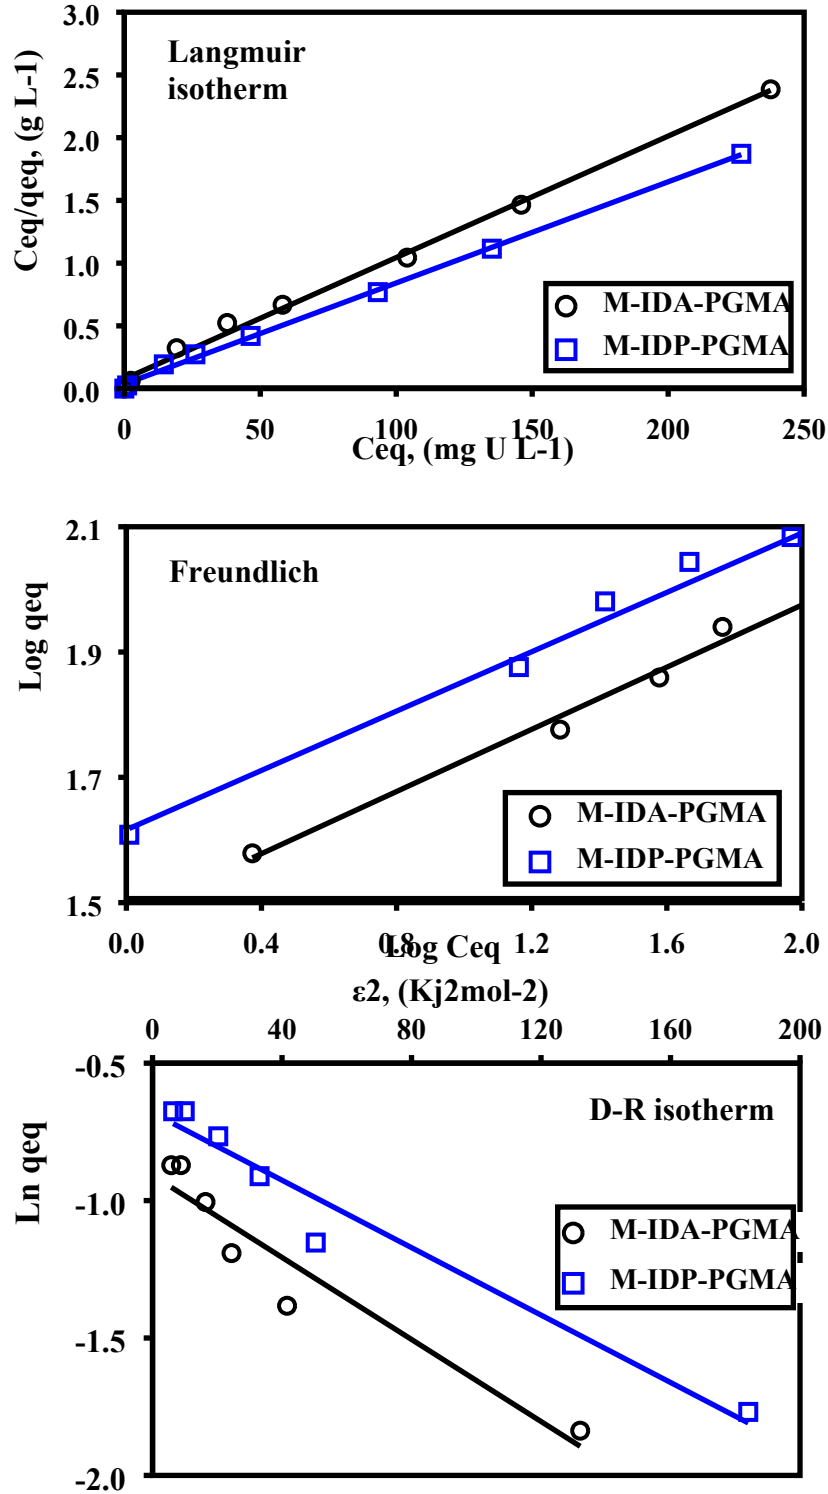 3.0
2.5
2.0
1.5
1.0
0.5
0.0
Ceq/qeq, (g L-1)
Langmuir
isotherm
M-IDA-PGMA
M-IDP-PGMA
0 50 100 150 200 250
Ceq, (mg U L-1)
2.1
1.9
1.7
1.5
Log qeq
Freundlich
M-IDA-PGMA
M-IDP-PGMA
0.0 0.4 0.8 1.2 1.6 2.0
Log Ceq
ε2, (Kj2mol-2)
0 40 80 120 160 200
-0.5
-1.0
-1.5
-2.0
Ln qeq
D-R isotherm
M-IDA-PGMA
M-IDP-PGMA